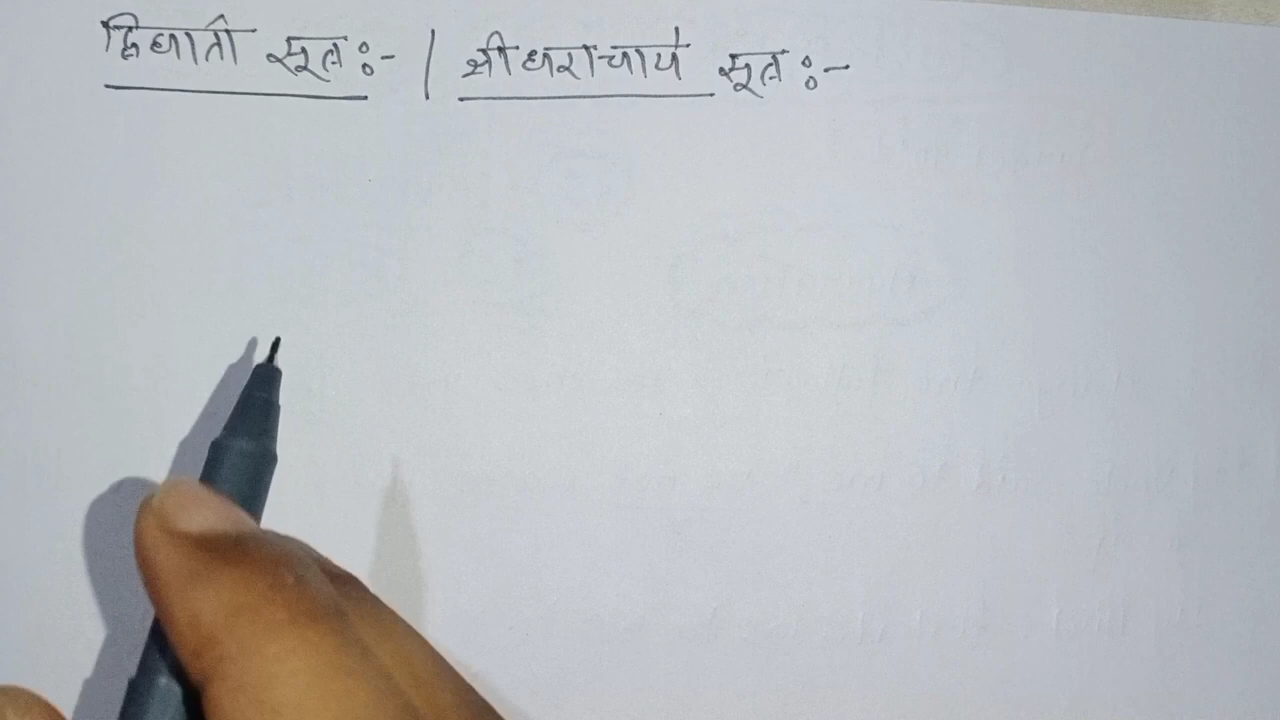 द्विघाती सूत्र :- / श्रीधराचार्य सूत्र :-